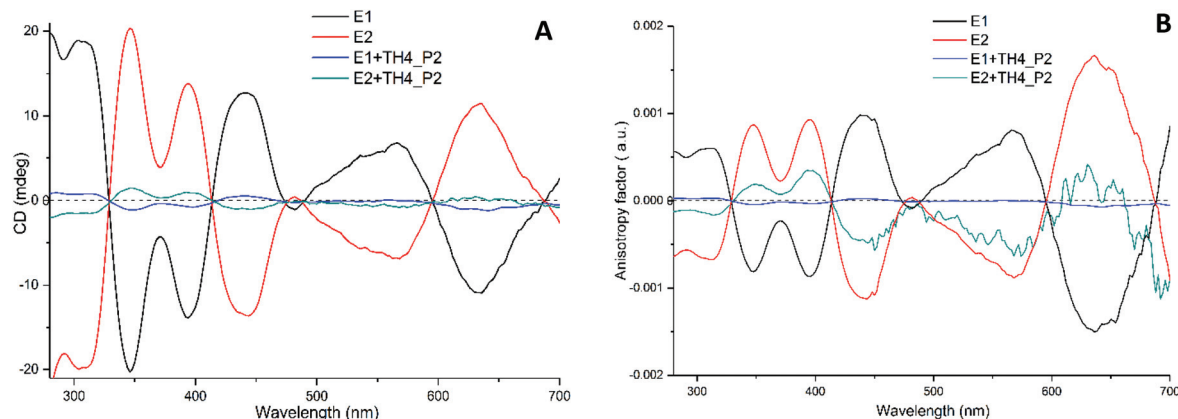 E1
E2
E1+TH4_P2
E2+TH4_P2
A
20
10
0
-10
-20
CD (mdeg)
300
400
500
600
700
Wavelength (nm)
E1
E2
E1+TH4_P2
E2+TH4_P2
B
0.002
0.001
0.0000
-0.001
-0.002
Anisotropy factor ( a.u.)
300
400
500
600
700
Wavelength (nm)